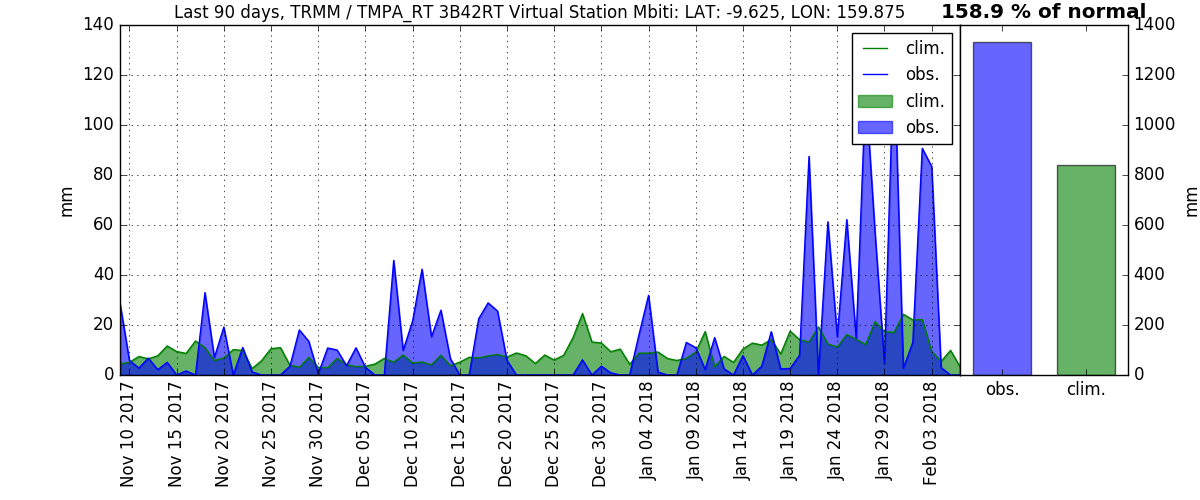 Last 90 days, TRMM / TMPA_RT 3B42RT Virtual Station Mbiti: LAT: -9.625, LON: 159.875
158.9 % of normal
140
120
100
80
60
40
20
0
mm
clim.
obs.
clim.
obs.
1400
1200
1000
800
600
400
200
0
mm
Nov 10 2017
Nov 15 2017
Nov 20 2017
Nov 25 2017
Nov 30 2017
Dec 05 2017
Dec 10 2017
Dec 15 2017
Dec 20 2017
Dec 25 2017
Dec 30 2017
Jan 04 2018
Jan 09 2018
Jan 14 2018
Jan 19 2018
Jan 24 2018
Jan 29 2018
Feb 03 2018
obs.
clim.